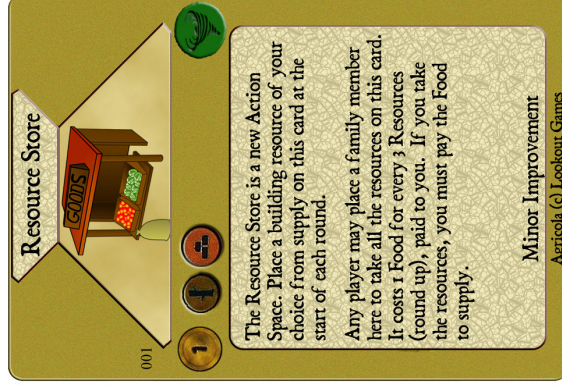 Resource Store
GOODS
001
1
The Resource Store is a new Action
Space. Place a building resource of your
choice from supply on this card at the
start of each round.
Any player may place a family member
here to take all the resources on this card.
It costs 1 Food for every 3 Resources
(round up), paid to you. If you take
the resources, you must pay the Food
to supply.
Minor Improvement
Agricola (c) Lookout Games